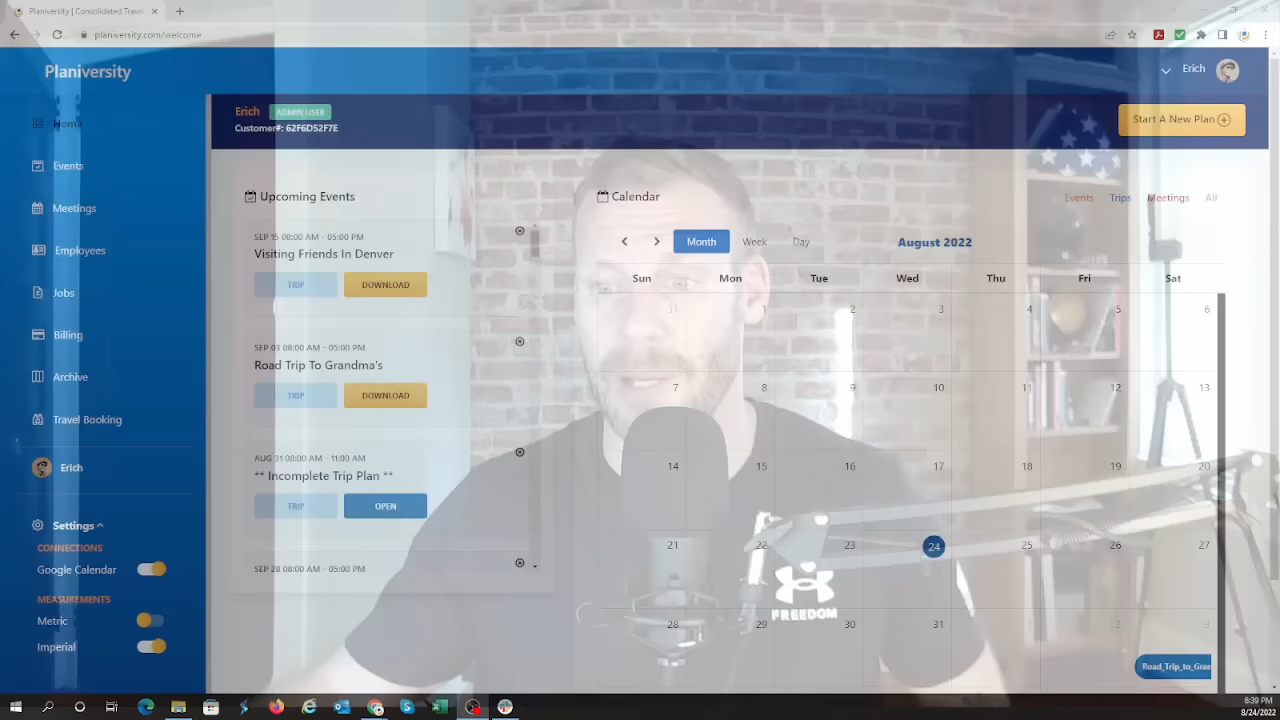 Planiversity | Consolidated Travel
planiversity.com/welcome
Planiversity
Erich
Erich ADMIN USER
Customer#: 62F6D52F7E
Start A New Plan
Home
Events
Meetings
Employees
Jobs
Billing
Archive
Travel Booking
Erich
Settings
CONNECTIONS
Google Calendar
MEASUREMENTS
Metric
Imperial
Upcoming Events
SEP 15 08:00 AM - 05:00 PM
Visiting Friends In Denver
TRIP DOWNLOAD
SEP 03 08:00 AM - 05:00 PM
Road Trip To Grandma's
TRIP DOWNLOAD
AUG 31 08:00 AM - 11:00 AM
** Incomplete Trip Plan **
TRIP OPEN
SEP 28 08:00 AM - 05:00 PM
Calendar
Events Trips Meetings All
Month Week Day August 2022
Sun Mon Tue Wed Thu Fri Sat
31 1 2 3 4 5 6
7 8 9 10 11 12 13
14 15 16 17 18 19 20
21 22 23 24 25 26 27
28 29 30 31 1 2 3
Road_Trip_to_Gran
FREEDOM
6:39 PM
8/24/2022